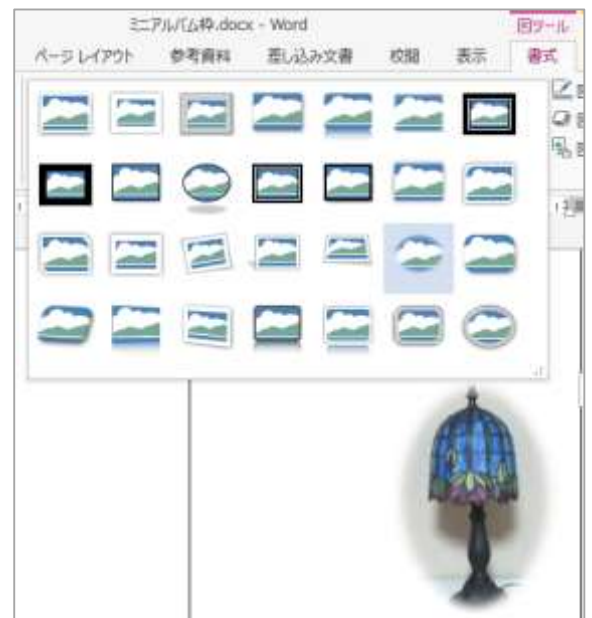 ミニアルバム枠.docx - Word
図ツール
ページ レイアウト 参考資料 差し込み文書 校閲 表示 書式